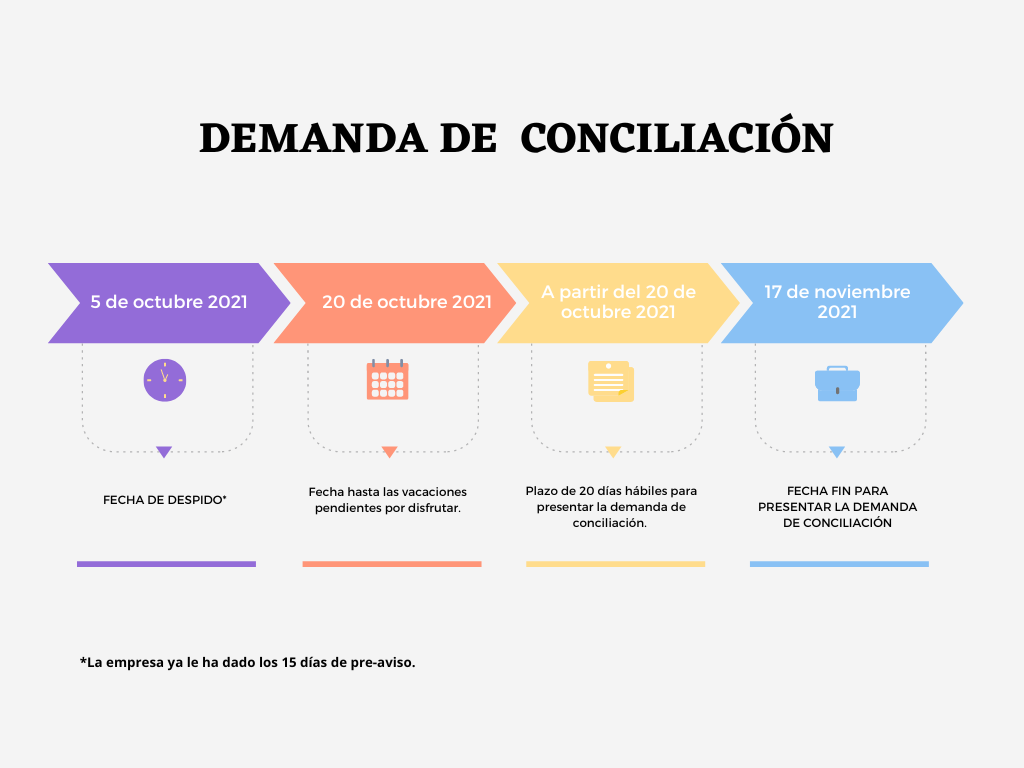 DEMANDA DE CONCILIACIÓN
5 de octubre 2021
20 de octubre 2021
A partir del 20 de
octubre 2021
17 de noviembre
2021
FECHA DE DESPIDO*
Fecha hasta las vacaciones
pendientes por disfrutar.
Plazo de 20 días hábiles para
presentar la demanda de
conciliación.
FECHA FIN PARA
PRESENTAR LA DEMANDA
DE CONCILIACIÓN
*La empresa ya le ha dado los 15 días de pre-aviso.